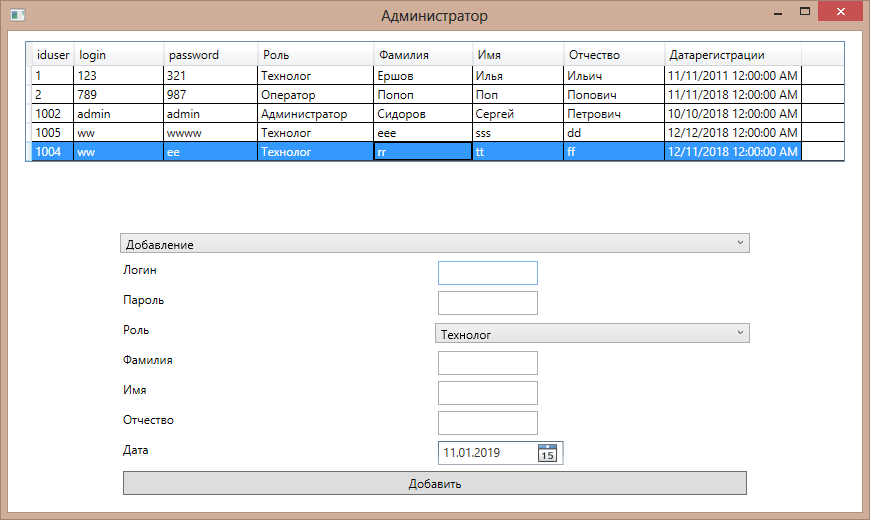 Администратор
iduser login password Роль Фамилия Имя Отчество Датарегистрации
1 123 321 Технолог Ершов Илья Ильич 11/11/2011 12:00:00 AM
2 789 987 Оператор Попоп Поп Попович 11/11/2018 12:00:00 AM
1002 admin admin Администратор Сидоров Сергей Петрович 10/10/2018 12:00:00 AM
1005 ww wwww Технолог eee sss dd 12/12/2018 12:00:00 AM
1004 ww ee Технолог rr tt ff 12/11/2018 12:00:00 AM
Добавление
Логин
Пароль
Роль Технолог
Фамилия
Имя
Отчество
Дата 11.01.2019 15
Добавить